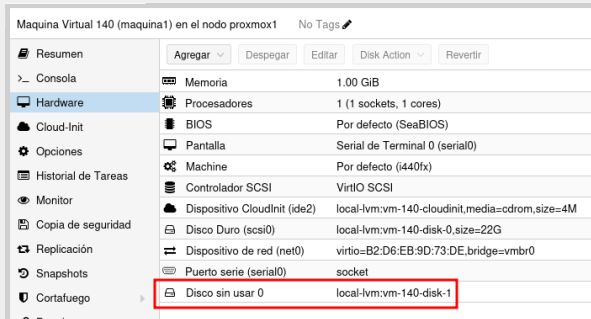 Maquina Virtual 140 (maquina1) en el nodo proxmox1 No Tags
Resumen
Consola
Hardware
Cloud-Init
Opciones
Historial de Tareas
Monitor
Copia de seguridad
Replicación
Snapshots
Cortafuego
Agregar Despegar Editar Disk Action Revertir
Memoria 1.00 GiB
Procesadores 1 (1 sockets, 1 cores)
BIOS Por defecto (SeaBIOS)
Pantalla Serial de Terminal 0 (serial0)
Machine Por defecto (i440fx)
Controlador SCSI VirtIO SCSI
Dispositivo CloudInit (ide2) local-lvm:vm-140-cloudinit,media=cdrom,size=4M
Disco Duro (scsi0) local-lvm:vm-140-disk-0,size=22G
Dispositivo de red (net0) virtio=B2:D6:EB:9D:73:DE,bridge=vmbr0
Puerto serie (serial0) socket
Disco sin usar 0 local-lvm:vm-140-disk-1